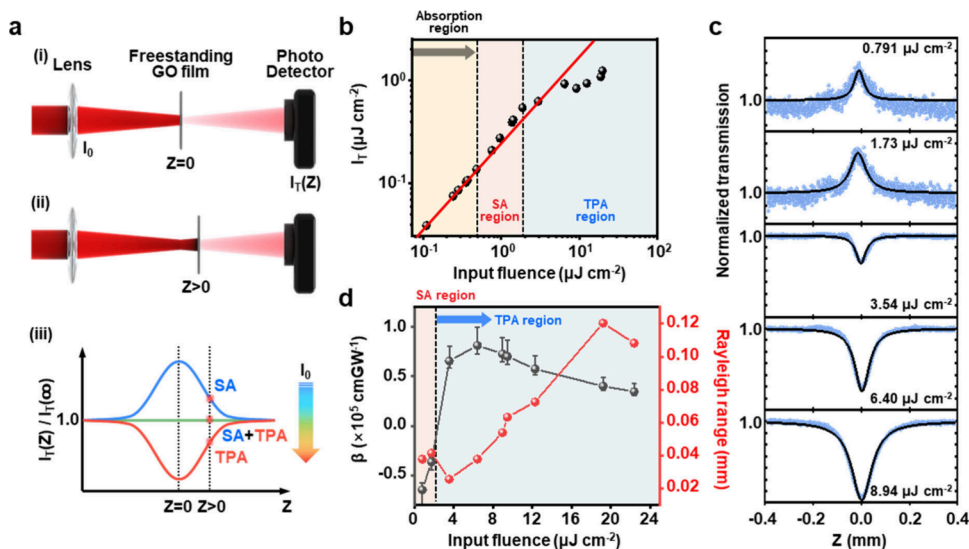 a
(i)
Lens
Freestanding
GO film
Photo
Detector
I0
Z=0
IT(Z)
(ii)
Z>0
(iii)
IT(Z) / IT(∞)
1.0
I0
SA
SA+TPA
TPA
Z=0 Z>0 Z
b
Absorption
region
IT (μJ cm-2)
10^0
10^-1
SA
region
TPA
region
10^-1 10^0 10^1 10^2
Input fluence (μJ cm-2)
c
Normalized transmission
0.791 μJ cm-2
1.0
1.73 μJ cm-2
1.0
1.0
3.54 μJ cm-2
1.0
6.40 μJ cm-2
1.0
8.94 μJ cm-2
-0.4 -0.2 0.0 0.2 0.4
Z (mm)
d
SA region
TPA region
β (× 10^5 cmGW-1)
1.0
0.5
0.0
-0.5
0.12
0.10
0.08
0.06
0.04
0.02
Rayleigh range (mm)
0 4 8 12 16 20 24
Input fluence (μJ cm-2)